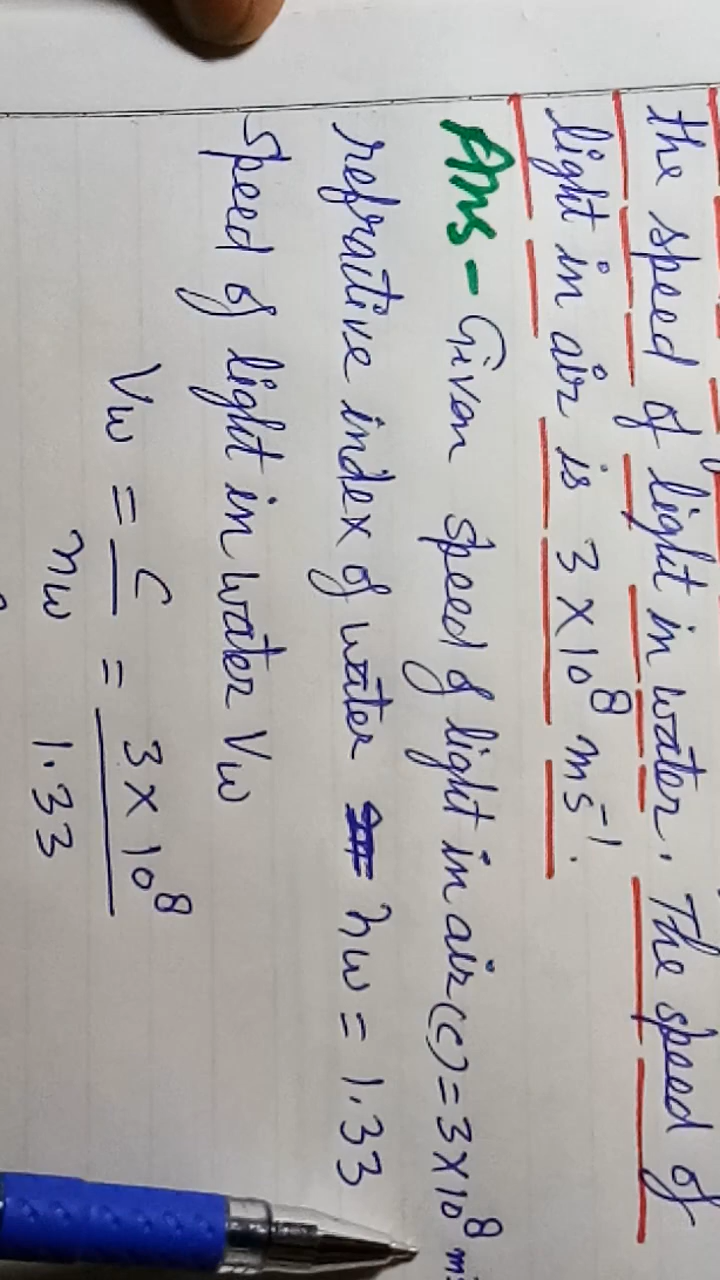 the speed of light in water. The speed of
light in air is 3 × 10⁸ ms⁻¹.
Ans - Given speed of light in air (c) = 3 × 10⁸ m
refractive index of water nw = 1.33
Speed of light in water Vw
Vw = c / nw = 3 × 10⁸ / 1.33